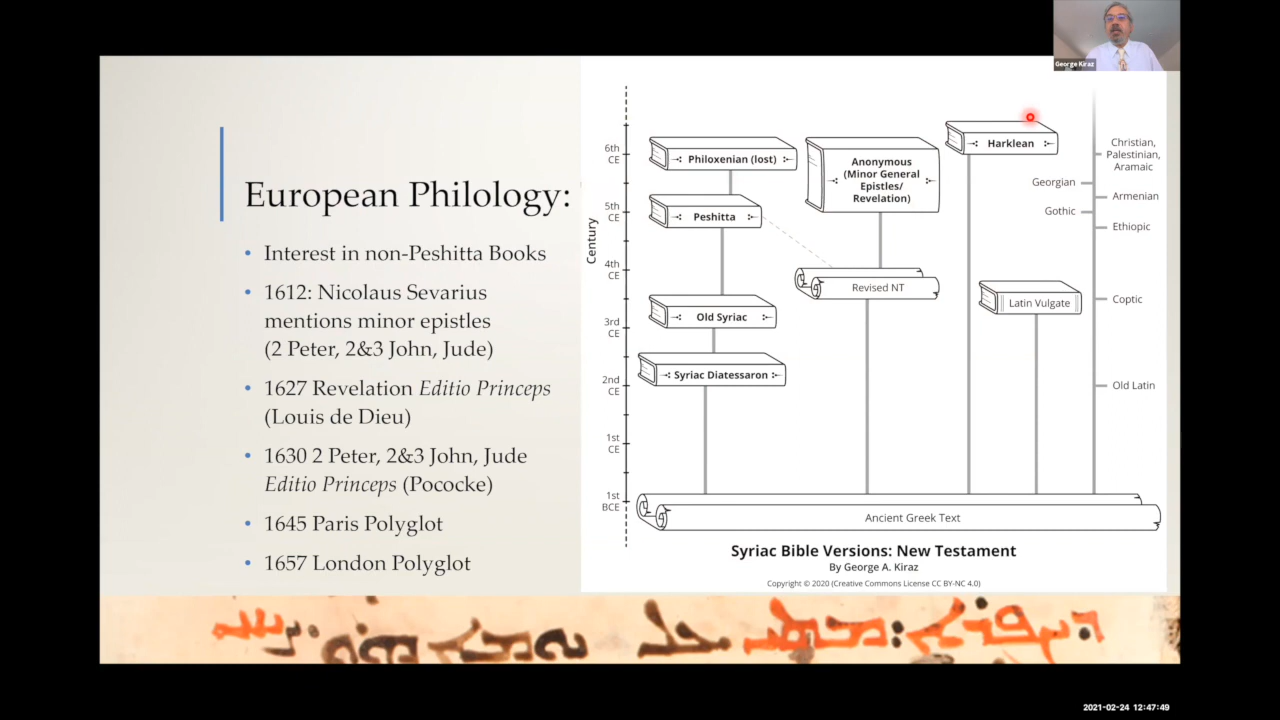 George Kiraz
European Philology:
• Interest in non-Peshitta Books
• 1612: Nicolaus Sevarius
mentions minor epistles
(2 Peter, 2&3 John, Jude)
• 1627 Revelation Editio Princeps
(Louis de Dieu)
• 1630 2 Peter, 2&3 John, Jude
Editio Princeps (Pococke)
• 1645 Paris Polyglot
• 1657 London Polyglot
Century
6th
CE
5th
CE
4th
CE
3rd
CE
2nd
CE
1st
CE
1st
BCE
Philoxenian (lost)
Peshitta
Old Syriac
Syriac Diatessaron
Anonymous
(Minor General
Epistles/
Revelation)
Revised NT
Harklean
Latin Vulgate
Christian,
Palestinian,
Aramaic
Georgian
Armenian
Gothic
Ethiopic
Coptic
Old Latin
Ancient Greek Text
Syriac Bible Versions: New Testament
By George A. Kiraz
Copyright © 2020 (Creative Commons License CC BY-NC 4.0)
2021-02-24 12:47:49